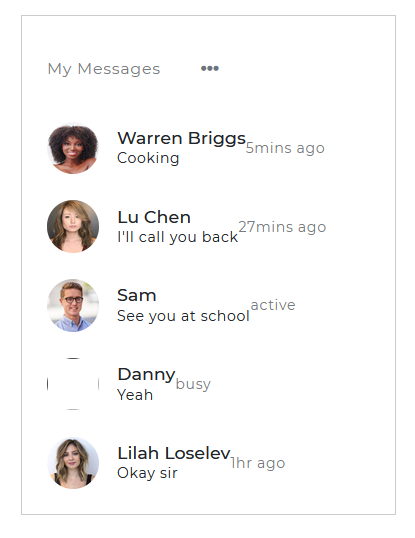 My Messages •••
Warren Briggs
Cooking
5mins ago
Lu Chen
I'll call you back
27mins ago
Sam
See you at school
active
Danny
Yeah
busy
Lilah Loselev
Okay sir
1hr ago